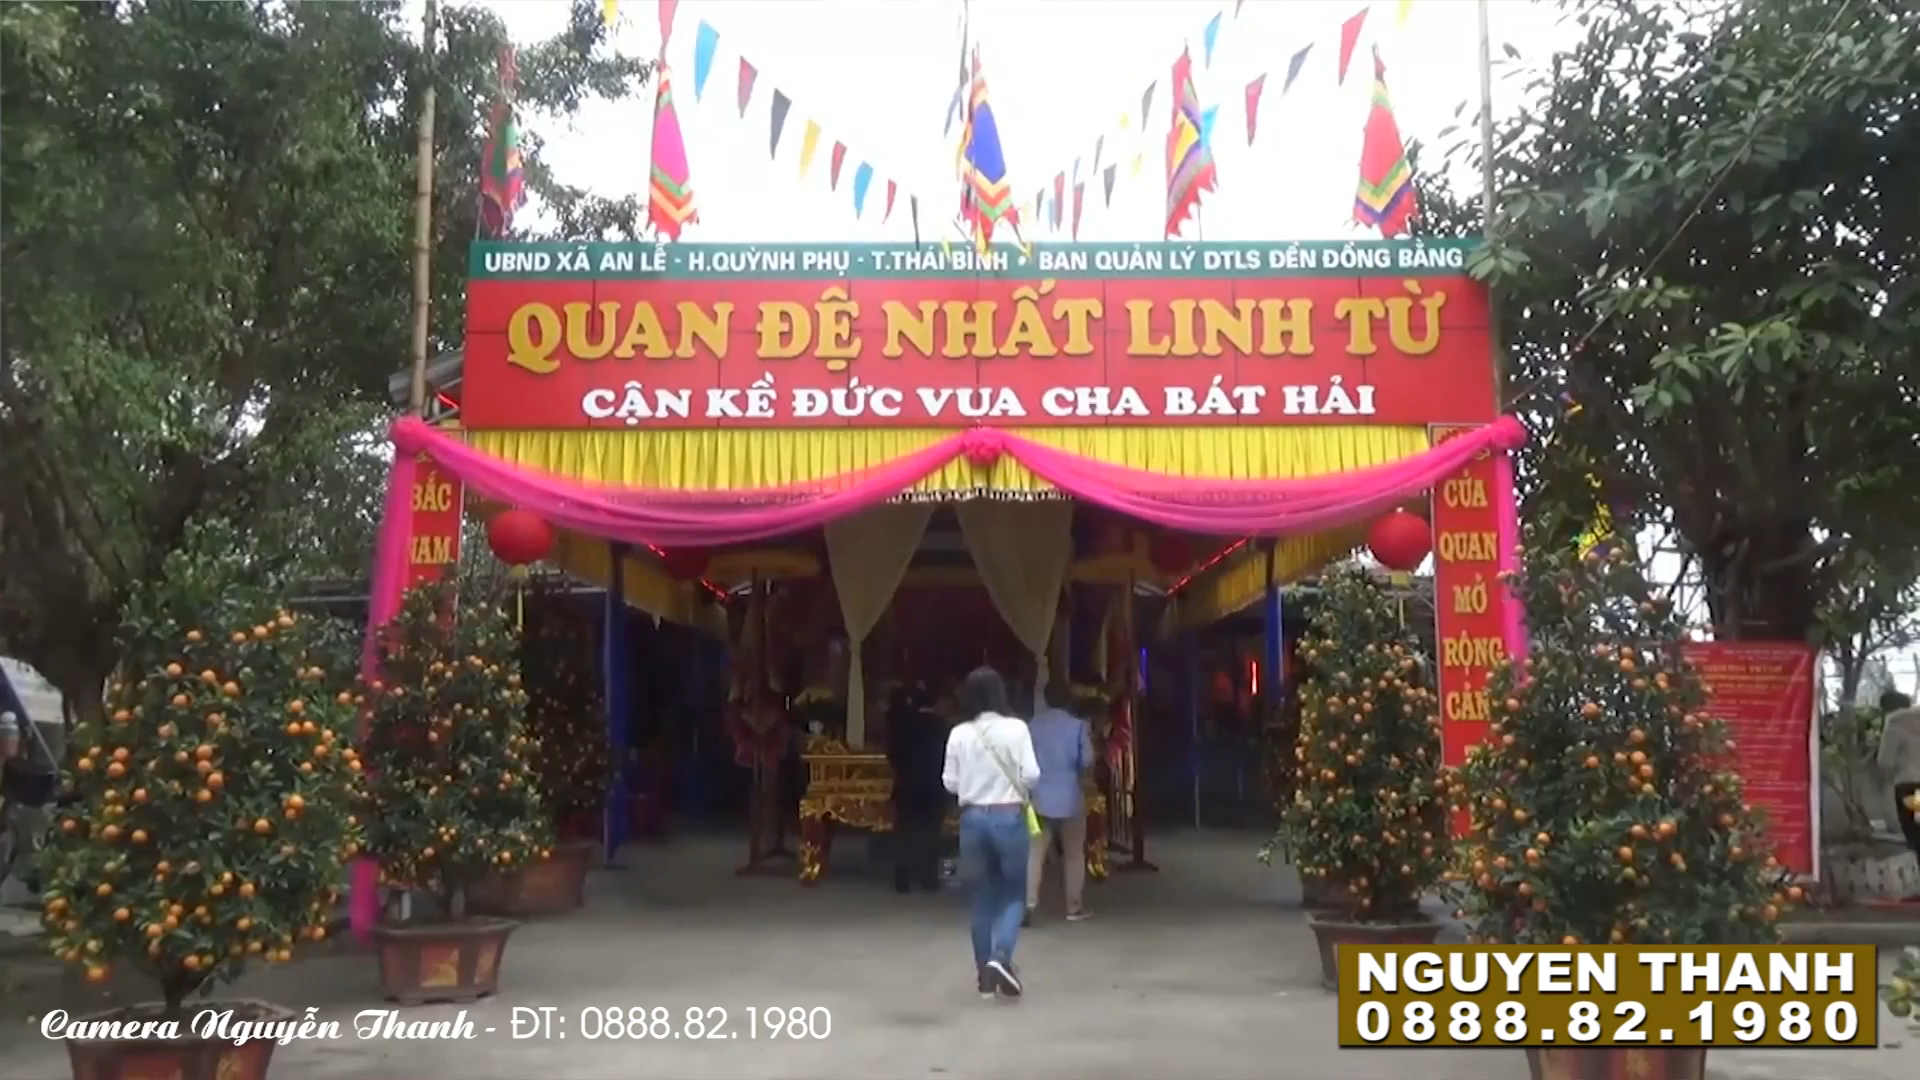 UBND XÃ AN LỄ - H.QUỲNH PHỤ - T.THÁI BÌNH • BAN QUẢN LÝ DTLS ĐỀN ĐỒNG BẰNG
QUAN ĐỆ NHẤT LINH TỪ
CẬN KỀ ĐỨC VUA CHA BÁT HẢI
BẮC
NAM
CỬA
QUAN
MỞ
RỘNG
Camera Nguyễn Thanh - ĐT: 0888.82.1980
NGUYEN THANH
0888.82.1980